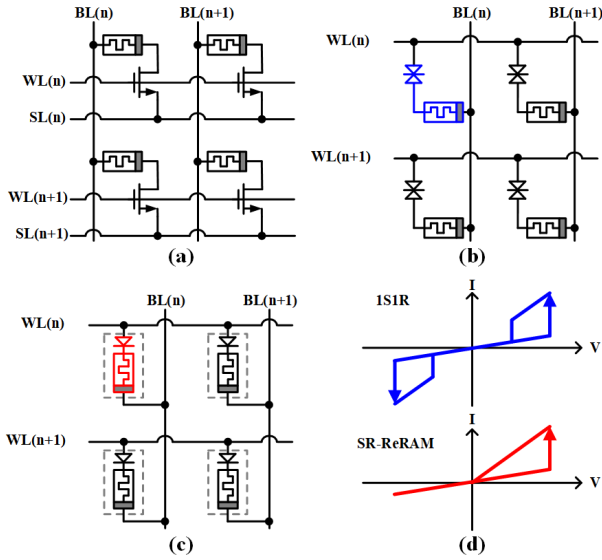 BL(n) BL(n+1)
WL(n)
SL(n)
WL(n+1)
SL(n+1)
(a)
BL(n) BL(n+1)
WL(n)
WL(n+1)
(b)
BL(n) BL(n+1)
WL(n)
WL(n+1)
(c)
I
1S1R
V
I
SR-ReRAM
V
(d)